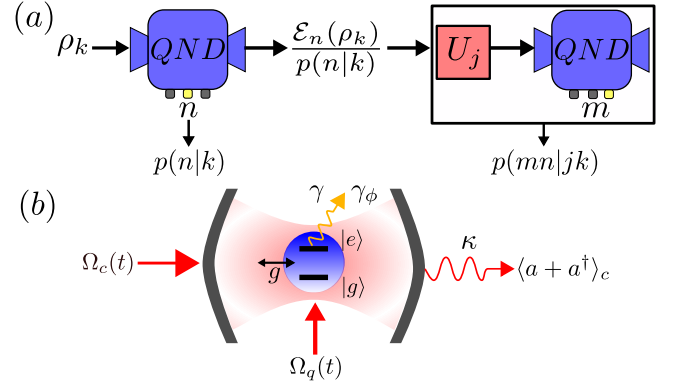 (a)
ρ_k
QND
n
p(n|k)
ℰ_n(ρ_k)
p(n|k)
U_j
QND
m
p(mn|jk)
(b)
γ
γ_ϕ
|e⟩
Ω_c(t)
g
|g⟩
κ
⟨a + a†⟩_c
Ω_q(t)